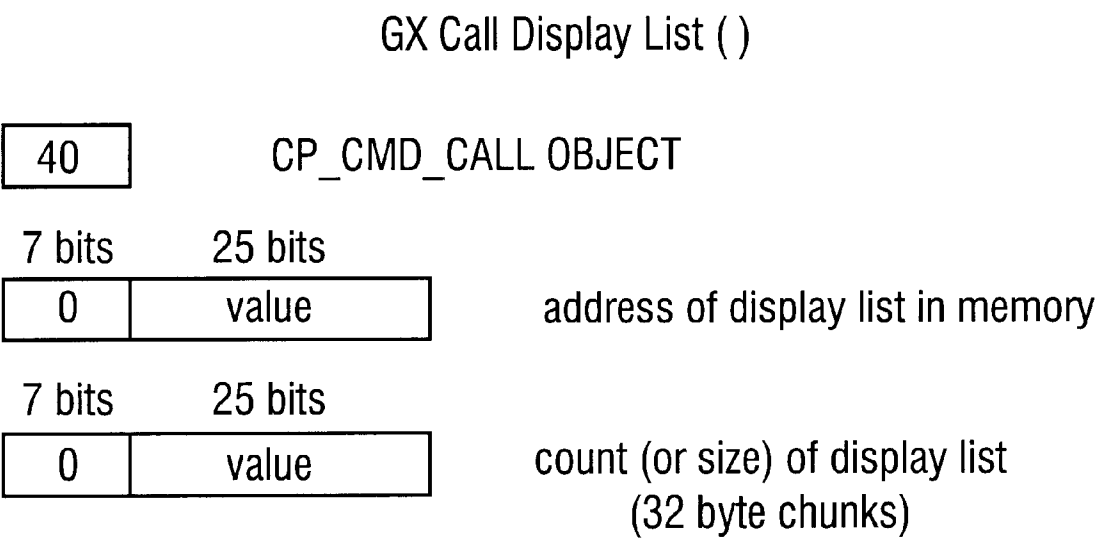 GX Call Display List ( )
40 CP_CMD_CALL OBJECT
7 bits 25 bits
0 value address of display list in memory
7 bits 25 bits
0 value count (or size) of display list
(32 byte chunks)